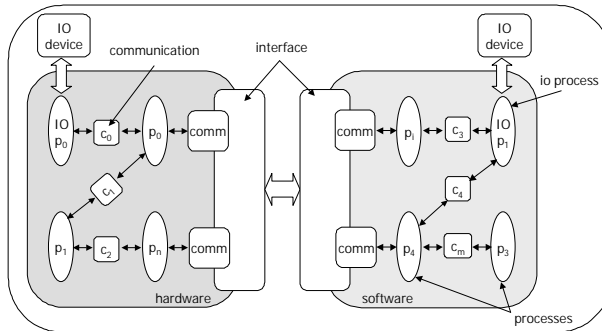 IO
device
communication
interface
IO
device
io process
IO
p0
c0
p0
comm
comm
pi
c3
IO
p1
c1
c4
p1
c2
pn
comm
comm
p4
cm
p3
hardware
software
processes